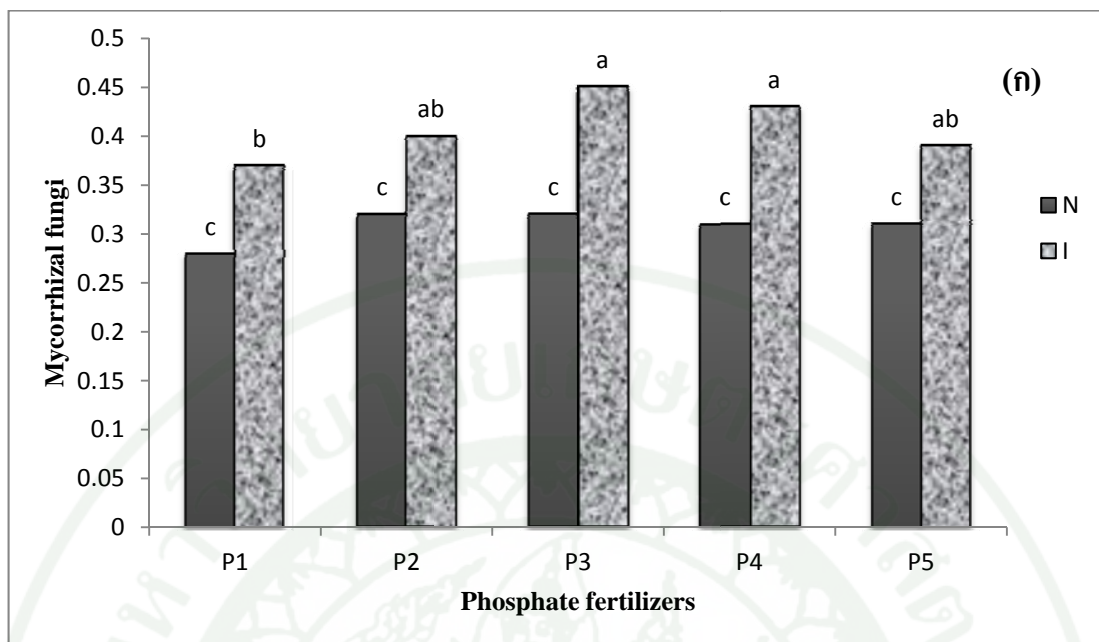 0.5
0.45
0.4
0.35
0.3
0.25
0.2
0.15
0.1
0.05
0
Mycorrhizal fungi
c
b
c
ab
c
a
c
a
c
ab
(ก)
N
I
P1
P2
P3
P4
P5
Phosphate fertilizers